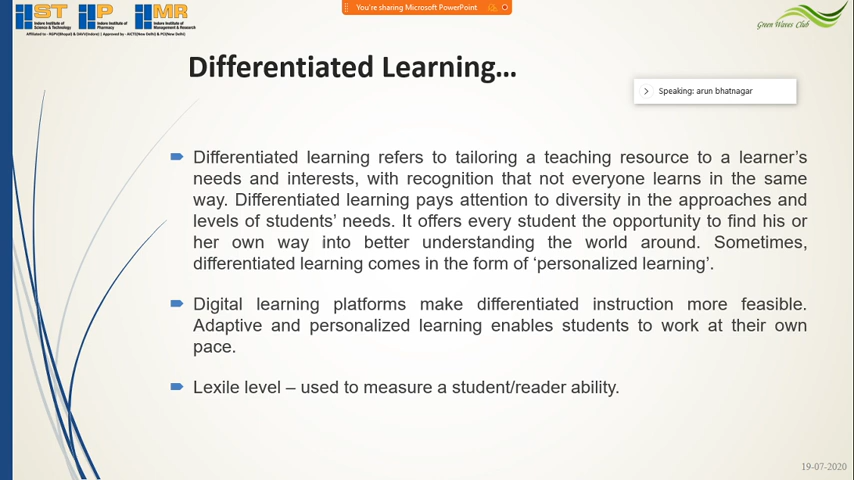 You're sharing Microsoft PowerPoint
IIST IIP IIMR
Indore Institute of Science & Technology
Indore Institute of Pharmacy
Indore Institute of Management & Research
Green Waves Club
Differentiated Learning...
Speaking: arun bhatnagar
Differentiated learning refers to tailoring a teaching resource to a learner's
needs and interests, with recognition that not everyone learns in the same
way. Differentiated learning pays attention to diversity in the approaches and
levels of students' needs. It offers every student the opportunity to find his or
her own way into better understanding the world around. Sometimes,
differentiated learning comes in the form of 'personalized learning'.
Digital learning platforms make differentiated instruction more feasible.
Adaptive and personalized learning enables students to work at their own
pace.
Lexile level – used to measure a student/reader ability.
19-07-2020